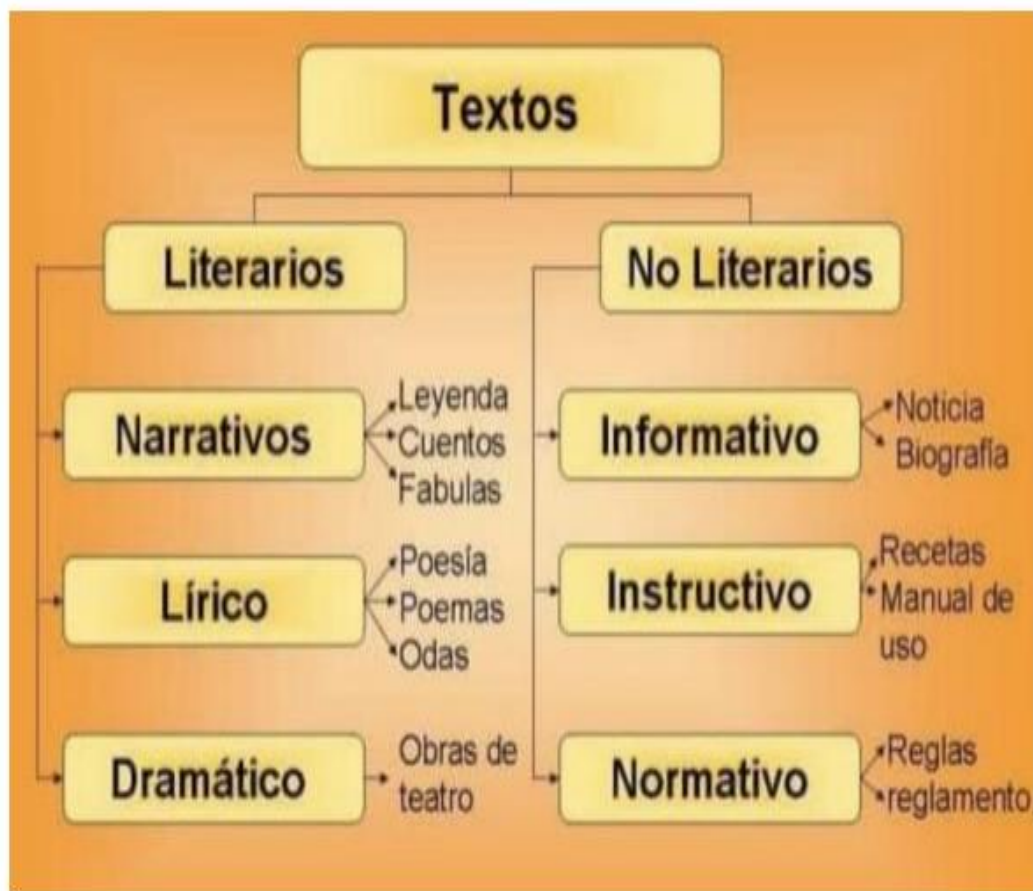 Textos
Literarios
No Literarios
Narrativos
Leyenda
Cuentos
Fabulas
Informativo
Noticia
Biografía
Lírico
Poesía
Poemas
Odas
Instructivo
Recetas
Manual de
uso
Dramático
Obras de
teatro
Normativo
Reglas
reglamento